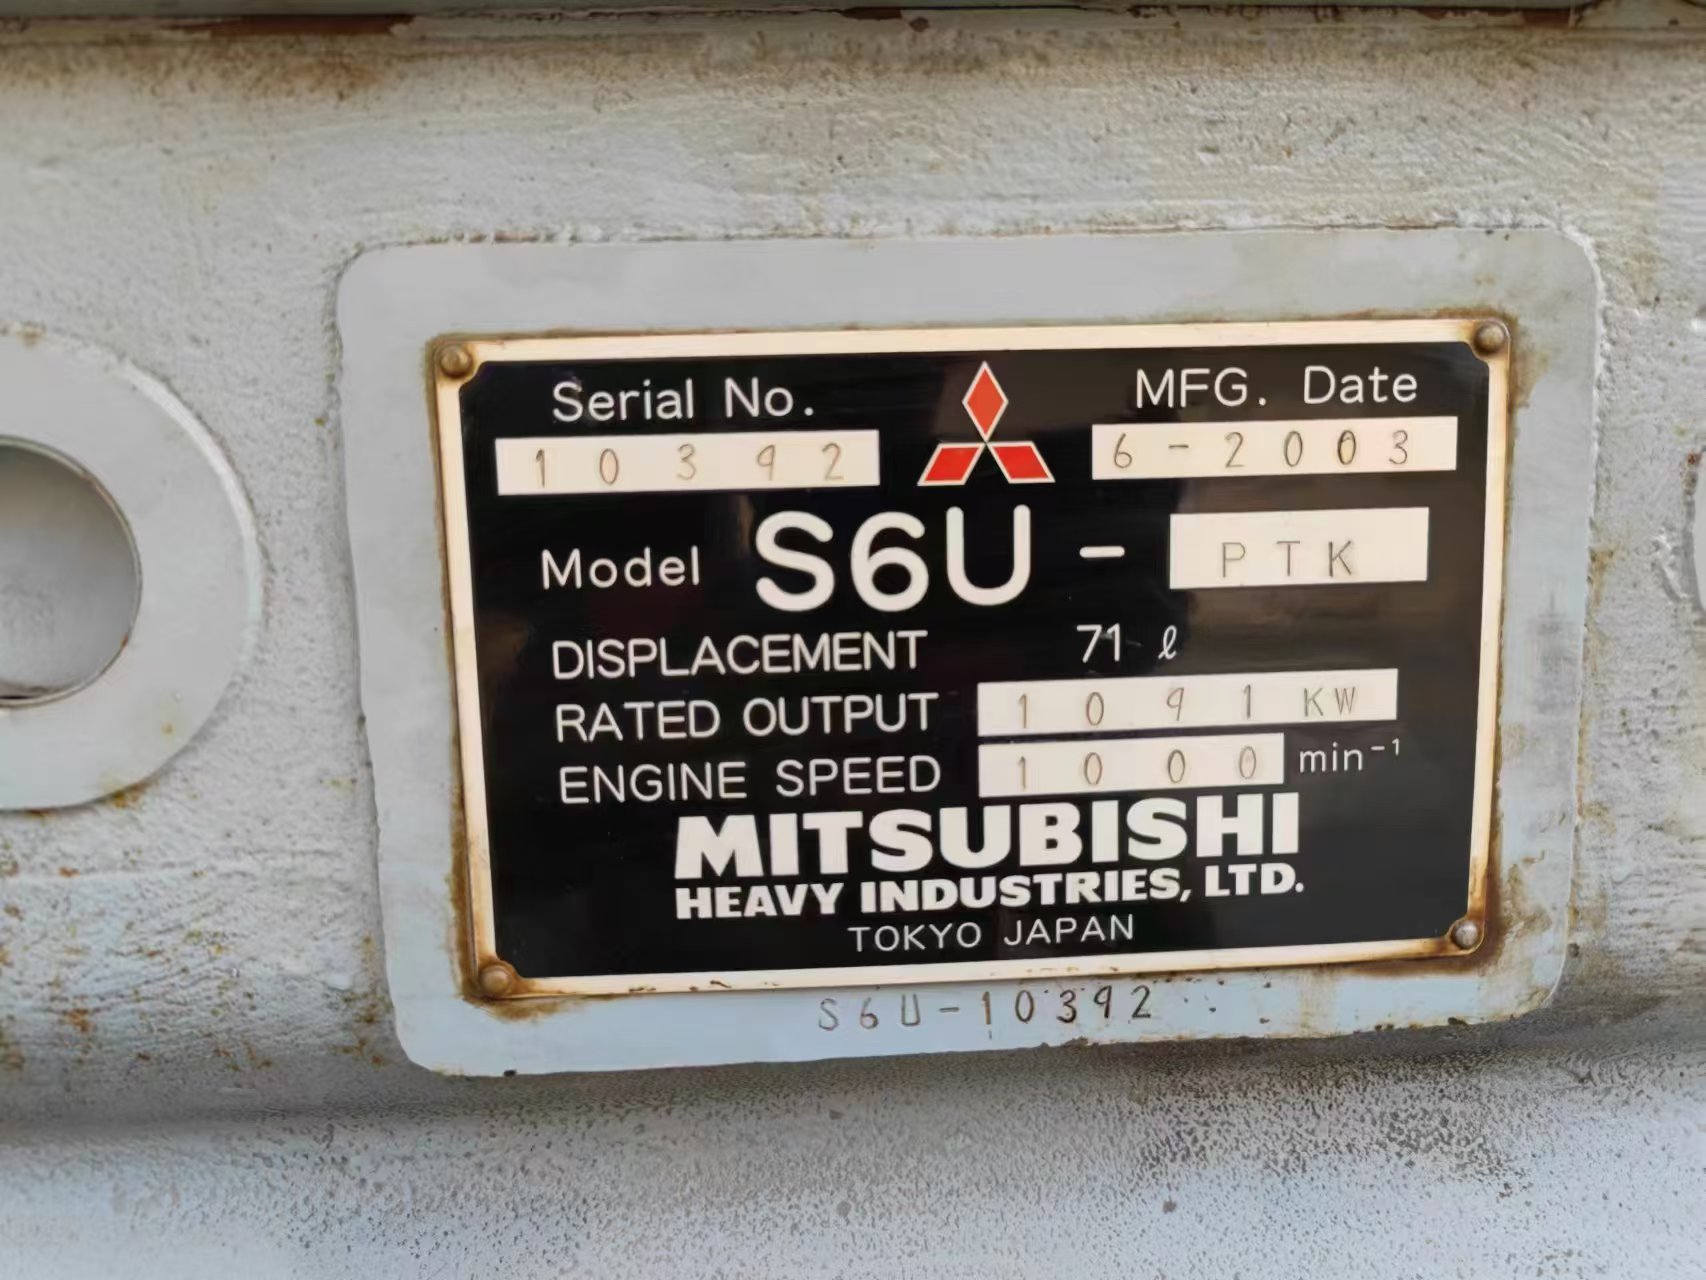 Serial No. MFG. Date
10392 6-2003
Model S6U - PTK
DISPLACEMENT 71 ℓ
RATED OUTPUT 1091 KW
ENGINE SPEED 1000 min⁻¹
MITSUBISHI
HEAVY INDUSTRIES, LTD.
TOKYO JAPAN
S6U-10392